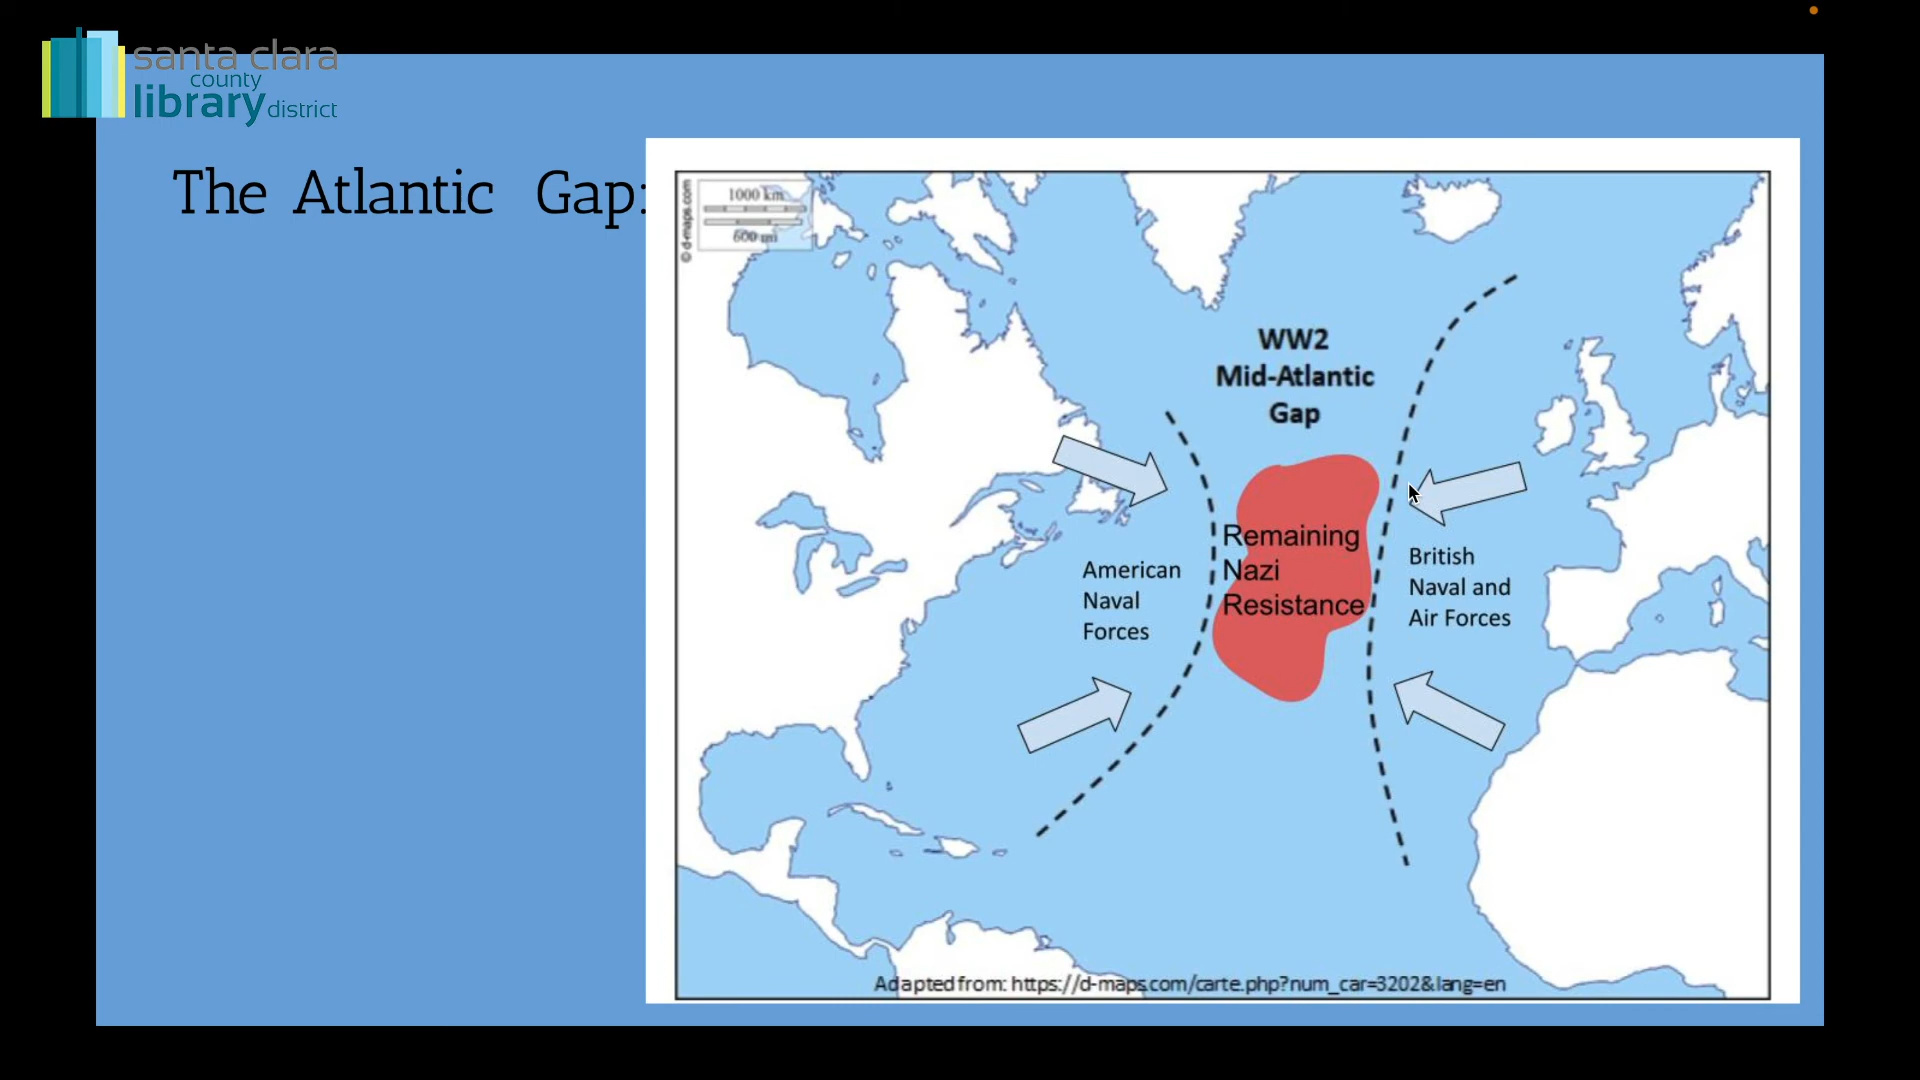 santa clara
county
library district
The Atlantic Gap:
© d-maps.com
1000 km
600 mi
WW2
Mid-Atlantic
Gap
Remaining
Nazi
Resistance
American
Naval
Forces
British
Naval and
Air Forces
Adapted from: https://d-maps.com/carte.php?num_car=3202&lang=en